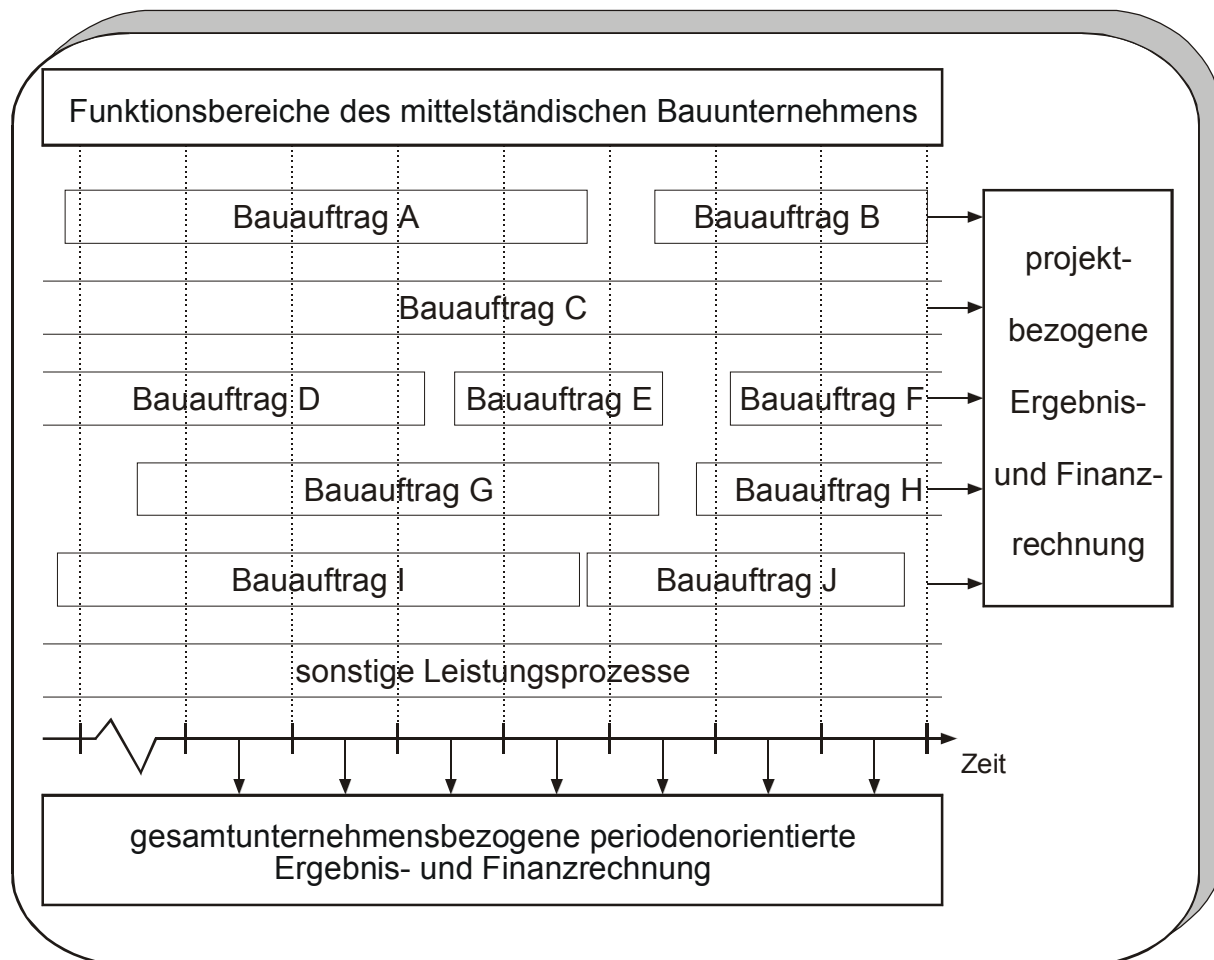 Funktionsbereiche des mittelständischen Bauunternehmens
Bauauftrag A
Bauauftrag B
Bauauftrag C
Bauauftrag D
Bauauftrag E
Bauauftrag F
Bauauftrag G
Bauauftrag H
Bauauftrag I
Bauauftrag J
sonstige Leistungsprozesse
projekt-
bezogene
Ergebnis-
und Finanz-
rechnung
Zeit
gesamtunternehmensbezogene periodenorientierte
Ergebnis- und Finanzrechnung